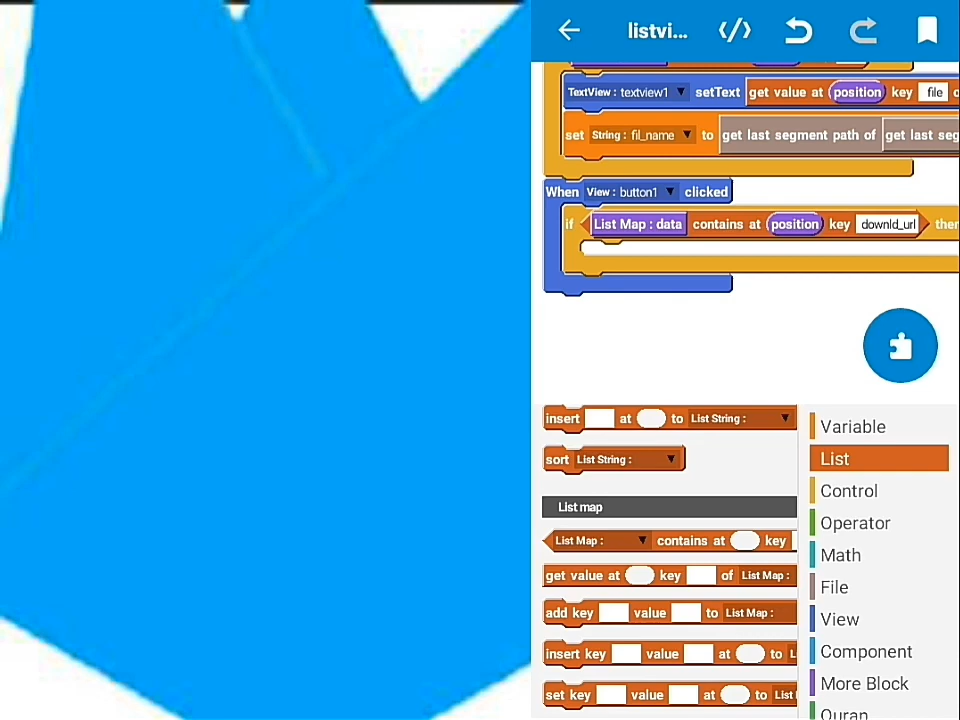 listvi...
TextView : textview1 setText get value at position key file
set String : fil_name to get last segment path of get last seg
When View : button1 clicked
if List Map : data contains at position key downld_url then
insert at to List String :
sort List String :
List map
List Map : contains at key
get value at key of List Map :
add key value to List Map :
insert key value at to
set key value at to List
Variable
List
Control
Operator
Math
File
View
Component
More Block
Quran